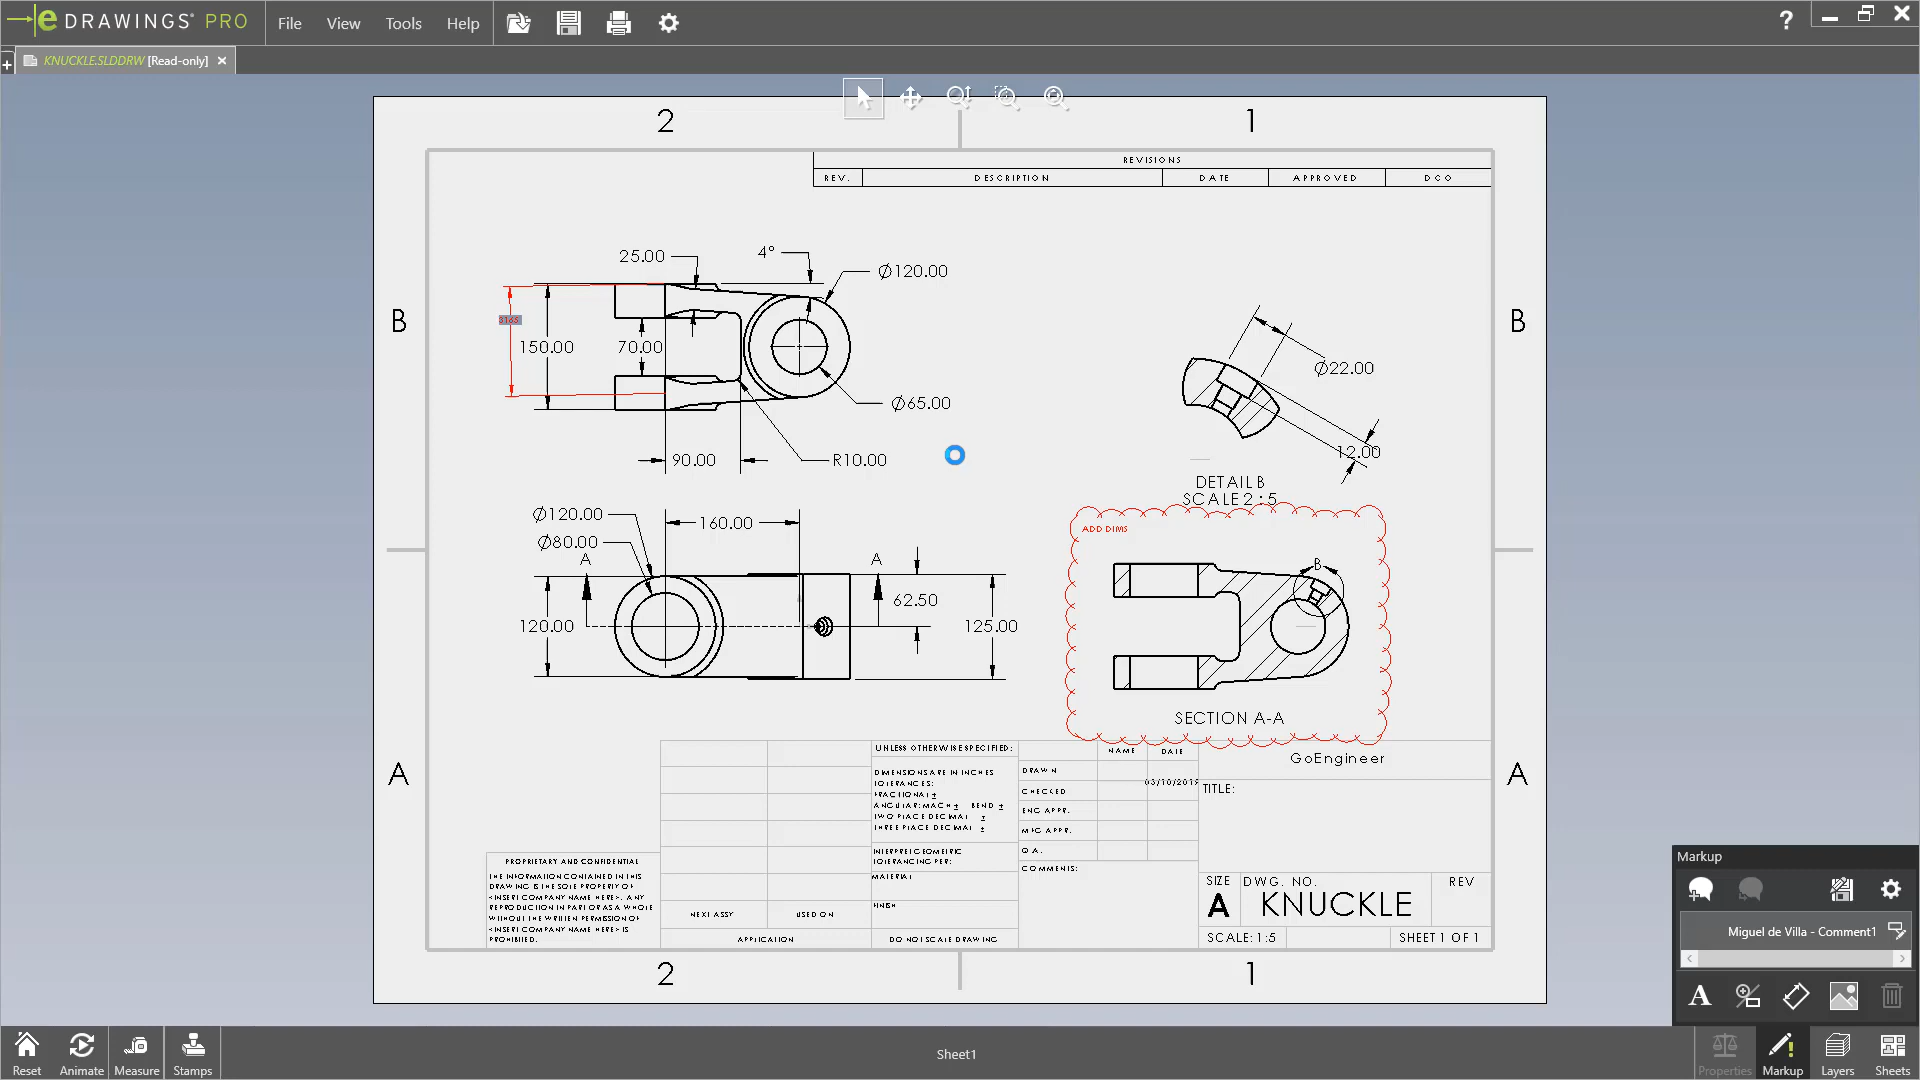 eDRAWINGS® PRO
File View Tools Help
?
KNUCKLE.SLDDRW [Read-only]
2 1
REVISIONS
REV. DESCRIPTION DATE APPROVED DCO
25.00 4° Ø120.00
B B
3165
150.00 70.00
Ø22.00
Ø65.00
12.00
90.00 R10.00
DETAIL B
SCALE 2 : 5
Ø120.00 160.00
ADD DIMS
Ø80.00
A A
B
62.50
120.00 125.00
SECTION A-A
UNLESS OTHERWISE SPECIFIED: NAME DATE
GoEngineer
DIMENSIONS ARE IN INCHES
TOLERANCES:
FRACTIONAL ±
ANGULAR: MACH ± BEND ±
TWO PLACE DECIMAL ±
THREE PLACE DECIMAL ±
DRAWN
03/10/2019
CHECKED
ENG APPR.
MFG APPR.
Q.A.
COMMENTS:
TITLE:
A A
INTERPRET GEOMETRIC
TOLERANCING PER:
MATERIAL
FINISH
PROPRIETARY AND CONFIDENTIAL
THE INFORMATION CONTAINED IN THIS
DRAWING IS THE SOLE PROPERTY OF
<INSERT COMPANY NAME HERE>. ANY
REPRODUCTION IN PART OR AS A WHOLE
WITHOUT THE WRITTEN PERMISSION OF
<INSERT COMPANY NAME HERE> IS
PROHIBITED.
NEXT ASSY USED ON
APPLICATION DO NOT SCALE DRAWING
SIZE DWG. NO. REV
A KNUCKLE
SCALE: 1:5 SHEET 1 OF 1
2 1
Markup
Miguel de Villa - Comment1
A
Reset Animate Measure Stamps
Sheet1
Properties Markup Layers Sheets